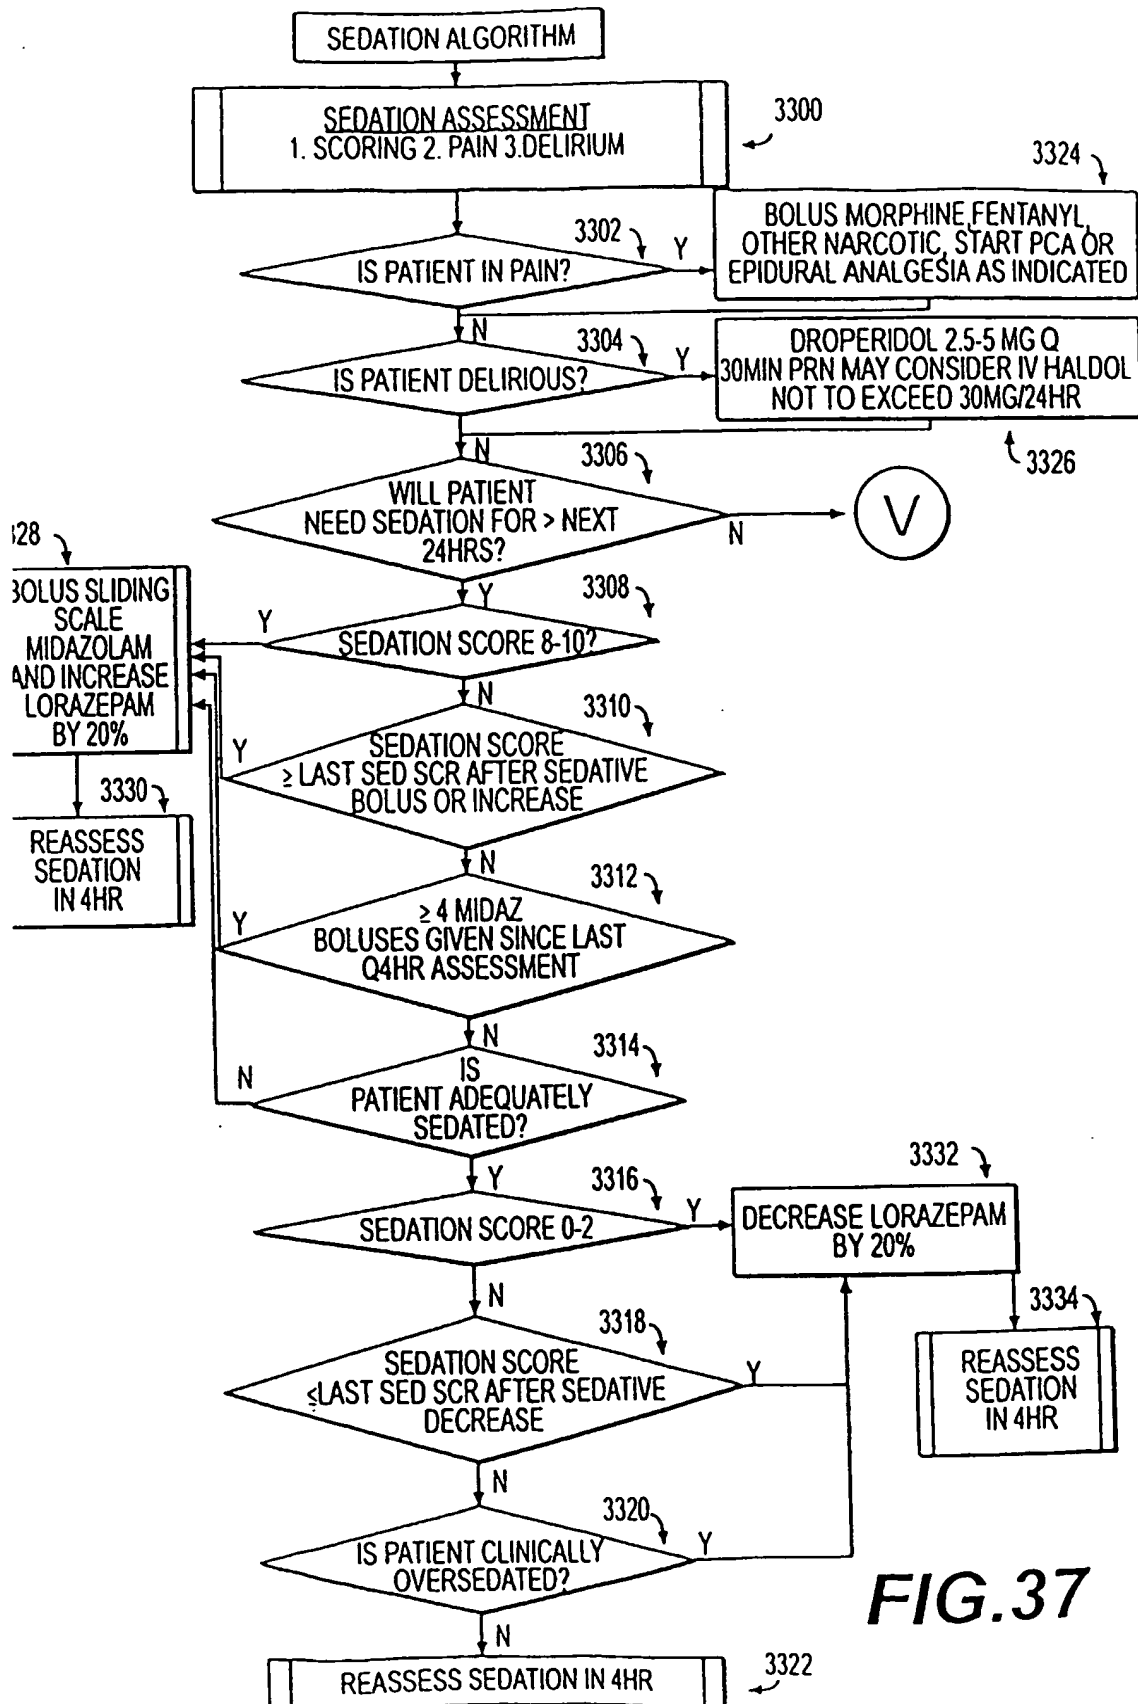 SEDATION ALGORITHM
SEDATION ASSESSMENT
1. SCORING 2. PAIN 3.DELIRIUM
3300
3324
BOLUS MORPHINE,FENTANYL,
OTHER NARCOTIC, START PCA OR
EPIDURAL ANALGESIA AS INDICATED
3302
IS PATIENT IN PAIN?
Y
N
3304
IS PATIENT DELIRIOUS?
Y
DROPERIDOL 2.5-5 MG Q
30MIN PRN MAY CONSIDER IV HALDOL
NOT TO EXCEED 30MG/24HR
3326
N
3306
WILL PATIENT
NEED SEDATION FOR > NEXT
24HRS?
N
V
Y
328
BOLUS SLIDING
SCALE
MIDAZOLAM
AND INCREASE
LORAZEPAM
BY 20%
3308
SEDATION SCORE 8-10?
Y
N
3310
SEDATION SCORE
≥ LAST SED SCR AFTER SEDATIVE
BOLUS OR INCREASE
Y
N
3330
REASSESS
SEDATION
IN 4HR
3312
≥ 4 MIDAZ
BOLUSES GIVEN SINCE LAST
Q4HR ASSESSMENT
Y
N
3314
IS
PATIENT ADEQUATELY
SEDATED?
N
Y
3316
SEDATION SCORE 0-2
Y
3332
DECREASE LORAZEPAM
BY 20%
N
3334
REASSESS
SEDATION
IN 4HR
3318
SEDATION SCORE
≤LAST SED SCR AFTER SEDATIVE
DECREASE
Y
N
3320
IS PATIENT CLINICALLY
OVERSEDATED?
Y
N
REASSESS SEDATION IN 4HR
3322
FIG.37